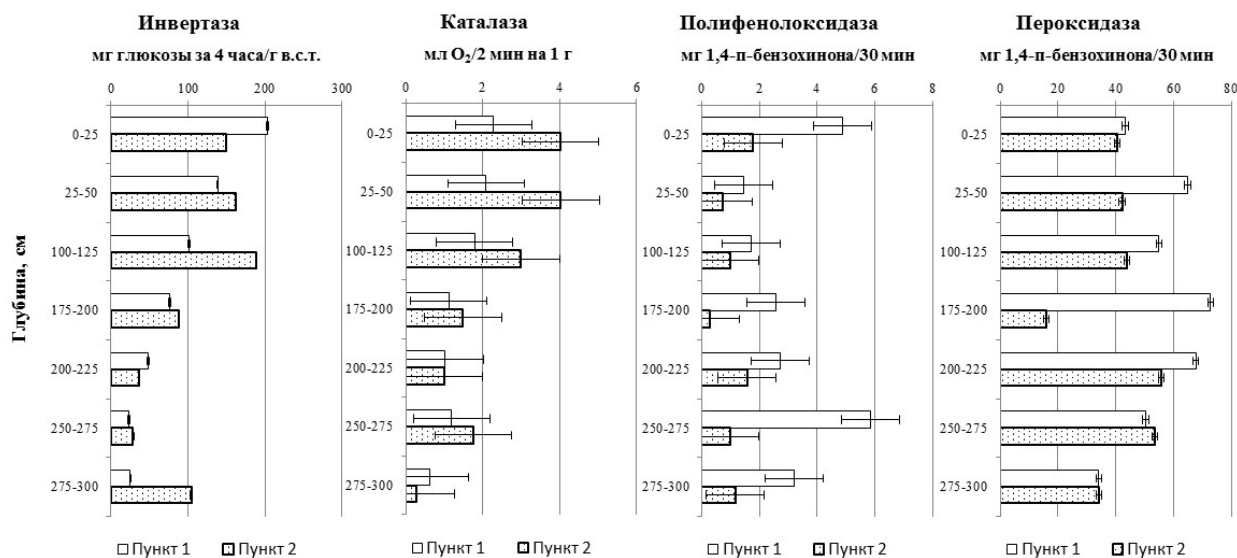 Инвертаза
мг глюкозы за 4 часа/г в.с.т.
0 100 200 300
0-25
25-50
100-125
175-200
200-225
250-275
275-300
Глубина, см
Пункт 1 Пункт 2
Каталаза
мл O₂/2 мин на 1 г
0 2 4 6
0-25
25-50
100-125
175-200
200-225
250-275
275-300
Пункт 1 Пункт 2
Полифенолоксидаза
мг 1,4-п-бензохинона/30 мин
0 2 4 6 8
0-25
25-50
100-125
175-200
200-225
250-275
275-300
Пункт 1 Пункт 2
Пероксидаза
мг 1,4-п-бензохинона/30 мин
0 20 40 60 80
0-25
25-50
100-125
175-200
200-225
250-275
275-300
Пункт 1 Пункт 2